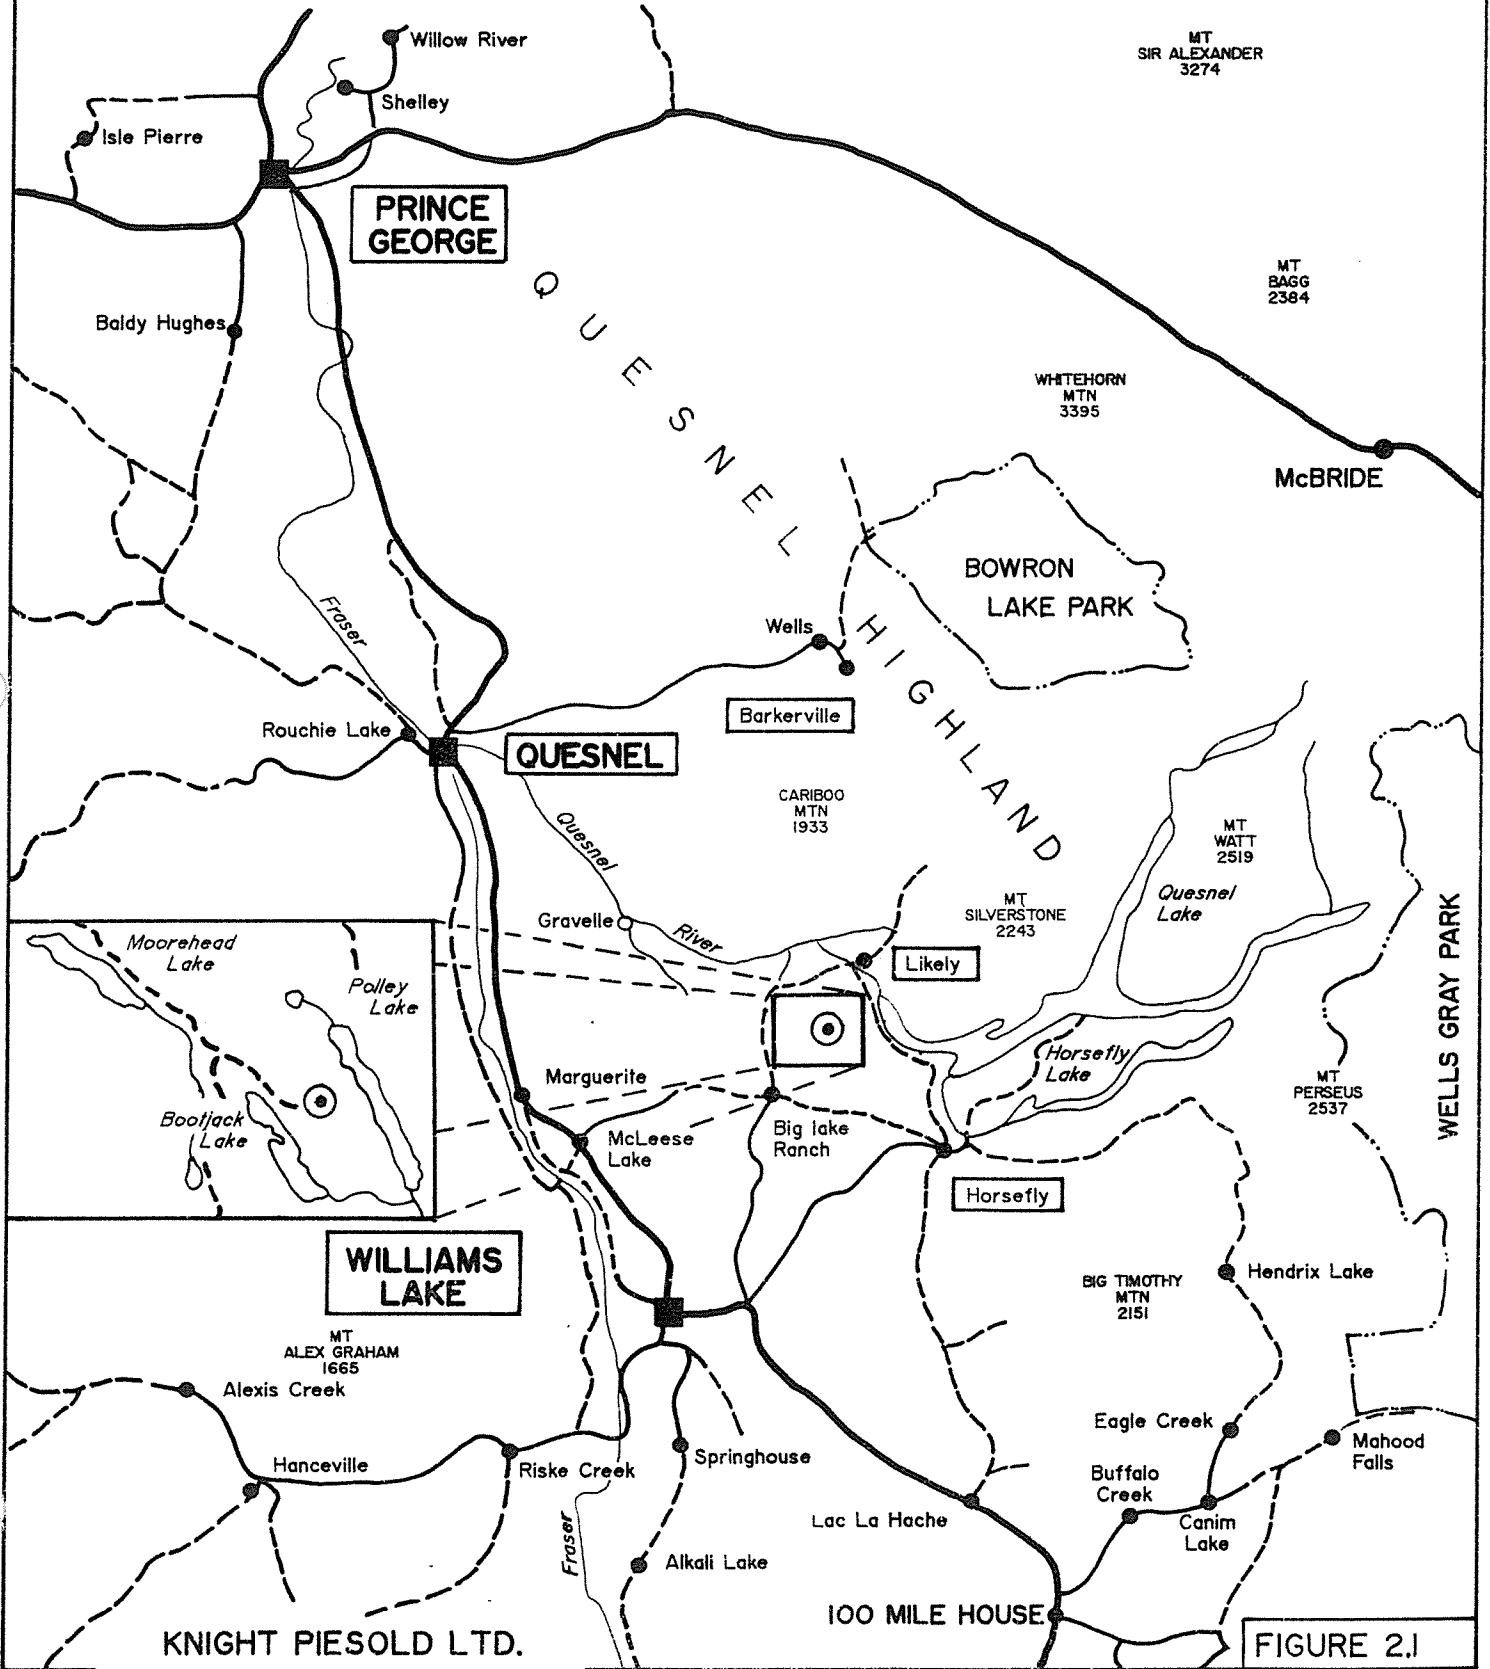 Willow River
MT
SIR ALEXANDER
3274
Shelley
Isle Pierre
PRINCE
GEORGE
QUESNEL
MT
BAGG
2384
Baldy Hughes
WHITEHORN
MTN
3395
McBRIDE
BOWRON
LAKE PARK
Fraser
Wells
HIGHLAND
Barkerville
Rouchie Lake
QUESNEL
CARIBOO
MTN
1933
Quesnel
River
MT
WATT
2519
Quesnel
Lake
MT
SILVERSTONE
2243
Gravelle
Likely
WELLS GRAY PARK
Moorehead
Lake
Polley
Lake
Bootjack
Lake
Horsefly
Lake
Marguerite
MT
PERSEUS
2537
McLeese
Lake
Big lake
Ranch
Horsefly
WILLIAMS
LAKE
Hendrix Lake
BIG TIMOTHY
MTN
2151
MT
ALEX GRAHAM
1665
Alexis Creek
Eagle Creek
Mahood
Falls
Hanceville
Riske Creek
Springhouse
Buffalo
Creek
Canim
Lake
Lac La Hache
Fraser
Alkali Lake
100 MILE HOUSE
KNIGHT PIESOLD LTD.
FIGURE 2.1